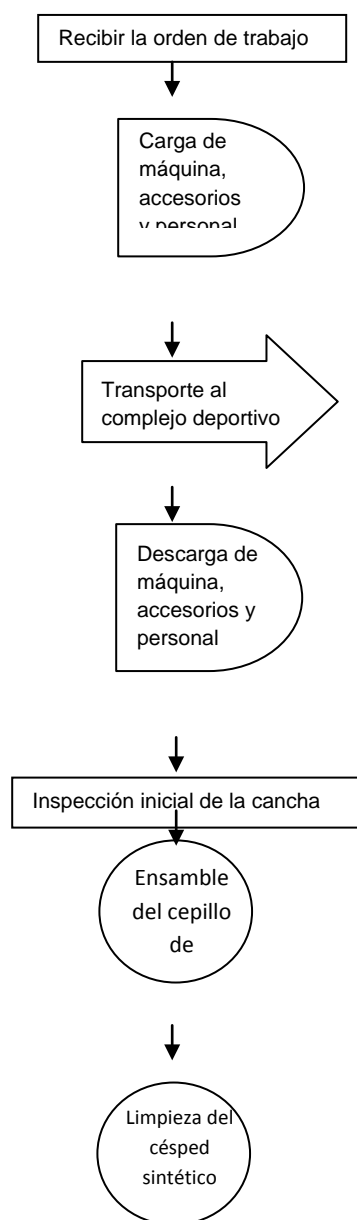 Recibir la orden de trabajo
Carga de
máquina,
accesorios
y personal
Transporte al
complejo deportivo
Descarga de
máquina,
accesorios y
personal
Inspección inicial de la cancha
Ensamble
del cepillo
de
Limpieza del
césped
sintético